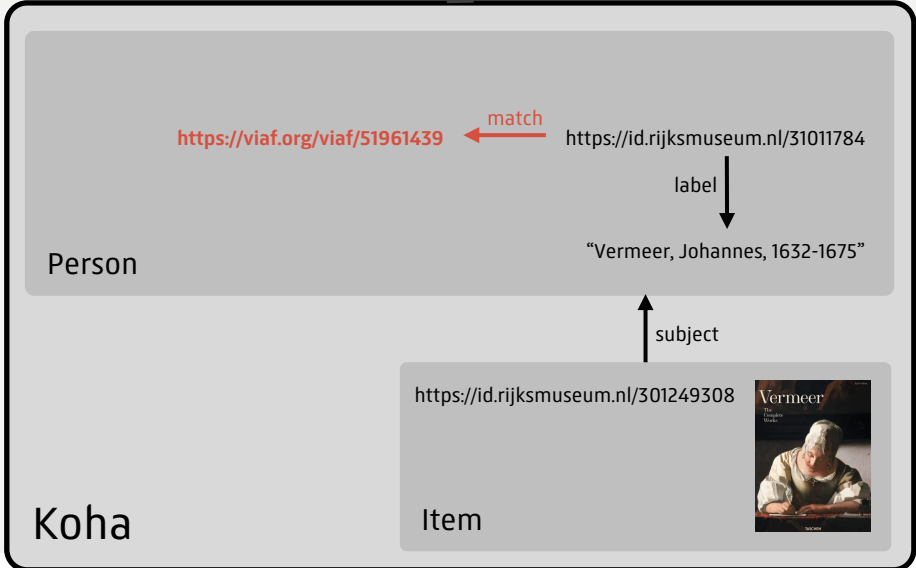 match
https://viaf.org/viaf/51961439
https://id.rijksmuseum.nl/31011784
label
“Vermeer, Johannes, 1632-1675”
Person
subject
https://id.rijksmuseum.nl/301249308
Vermeer
The
Complete
Works
TASCHEN
Item
Koha